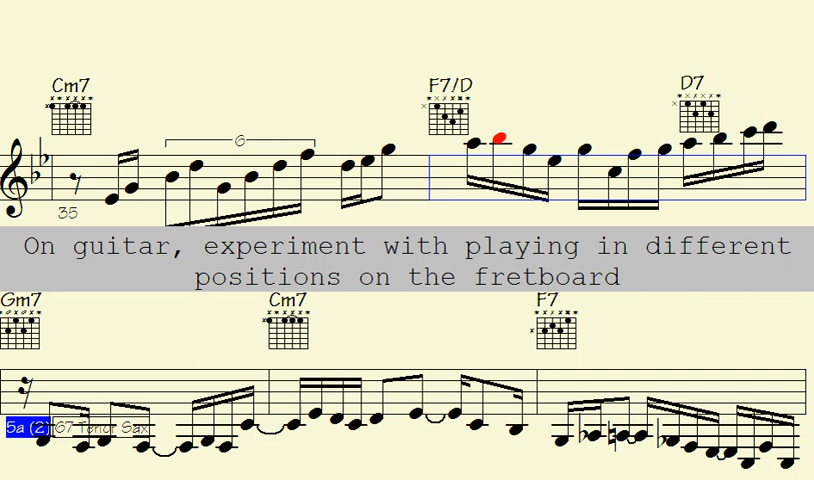 Cm7 F7/D D7
6
35
On guitar, experiment with playing in different
positions on the fretboard
Gm7 Cm7 F7
5a (2) 67 Tenor Sax